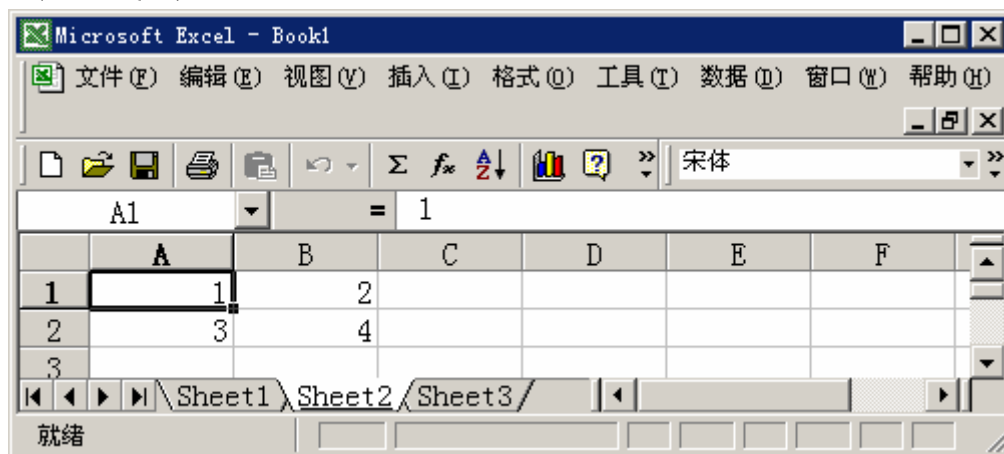 Microsoft Excel - Book1
文件(F) 编辑(E) 视图(V) 插入(I) 格式(O) 工具(T) 数据(D) 窗口(W) 帮助(H)
Σ fx A Z 宋体
A1 = 1
A B C D E F
1 1 2
2 3 4
3
Sheet1 Sheet2 Sheet3
就绪